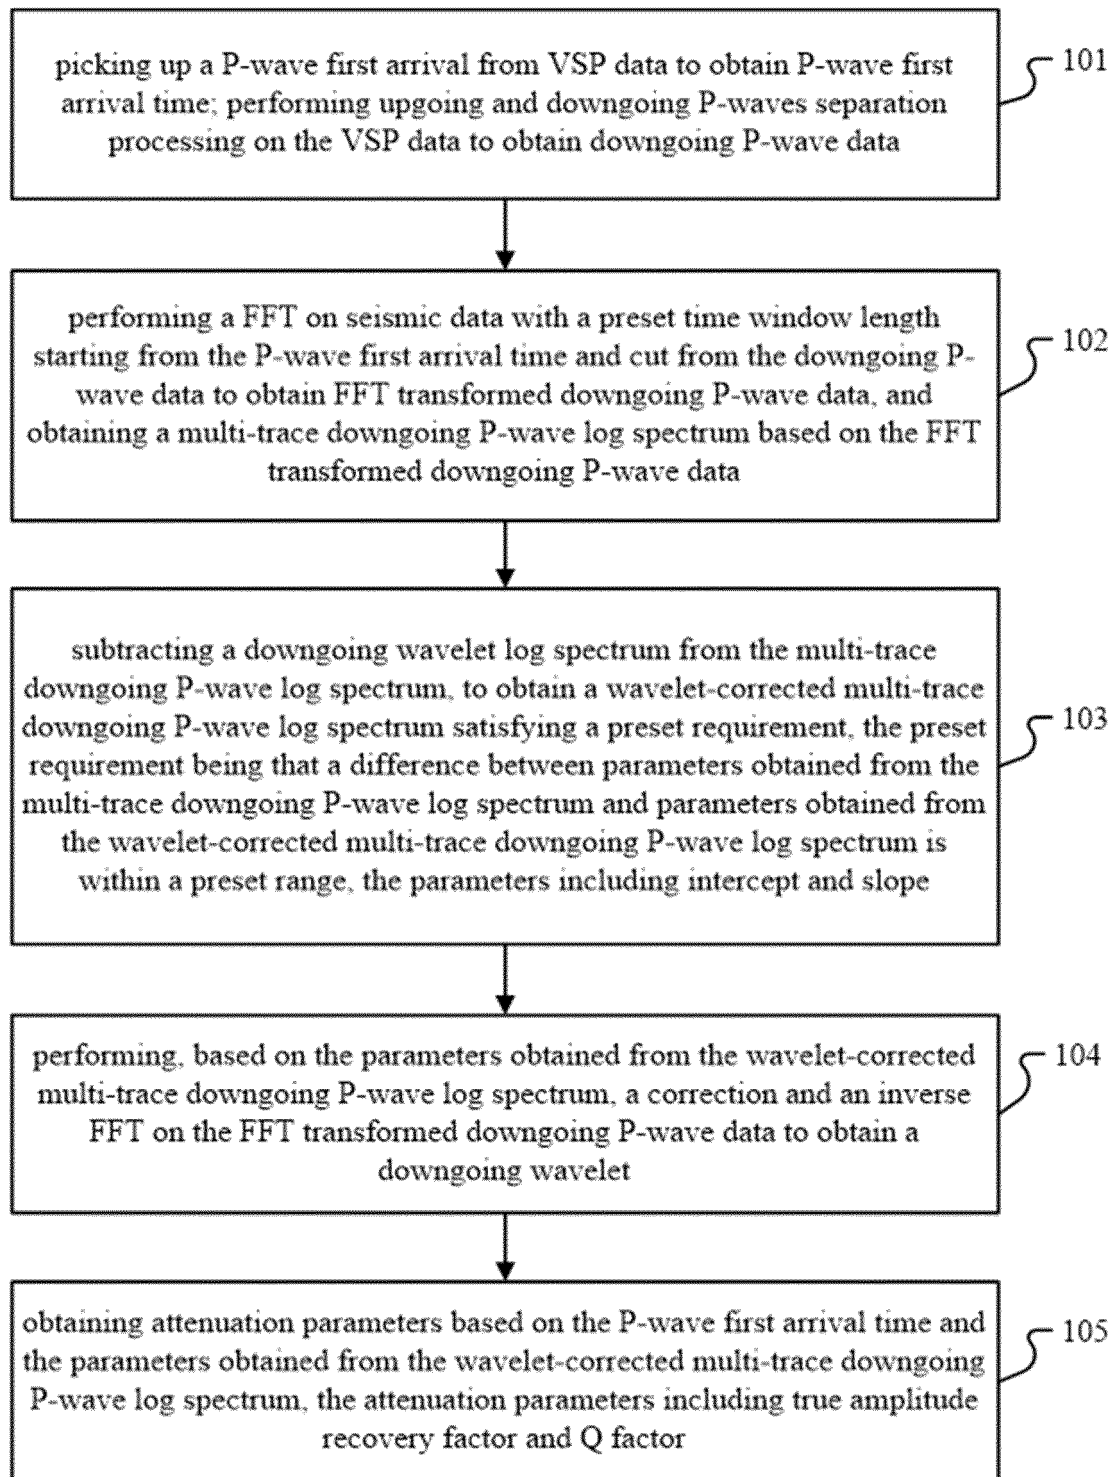 picking up a P-wave first arrival from VSP data to obtain P-wave first
arrival time; performing upgoing and downgoing P-waves separation
processing on the VSP data to obtain downgoing P-wave data
101
performing a FFT on seismic data with a preset time window length
starting from the P-wave first arrival time and cut from the downgoing P-
wave data to obtain FFT transformed downgoing P-wave data, and
obtaining a multi-trace downgoing P-wave log spectrum based on the FFT
transformed downgoing P-wave data
102
subtracting a downgoing wavelet log spectrum from the multi-trace
downgoing P-wave log spectrum, to obtain a wavelet-corrected multi-trace
downgoing P-wave log spectrum satisfying a preset requirement, the preset
requirement being that a difference between parameters obtained from the
multi-trace downgoing P-wave log spectrum and parameters obtained from
the wavelet-corrected multi-trace downgoing P-wave log spectrum is
within a preset range, the parameters including intercept and slope
103
performing, based on the parameters obtained from the wavelet-corrected
multi-trace downgoing P-wave log spectrum, a correction and an inverse
FFT on the FFT transformed downgoing P-wave data to obtain a
downgoing wavelet
104
obtaining attenuation parameters based on the P-wave first arrival time and
the parameters obtained from the wavelet-corrected multi-trace downgoing
P-wave log spectrum, the attenuation parameters including true amplitude
recovery factor and Q factor
105